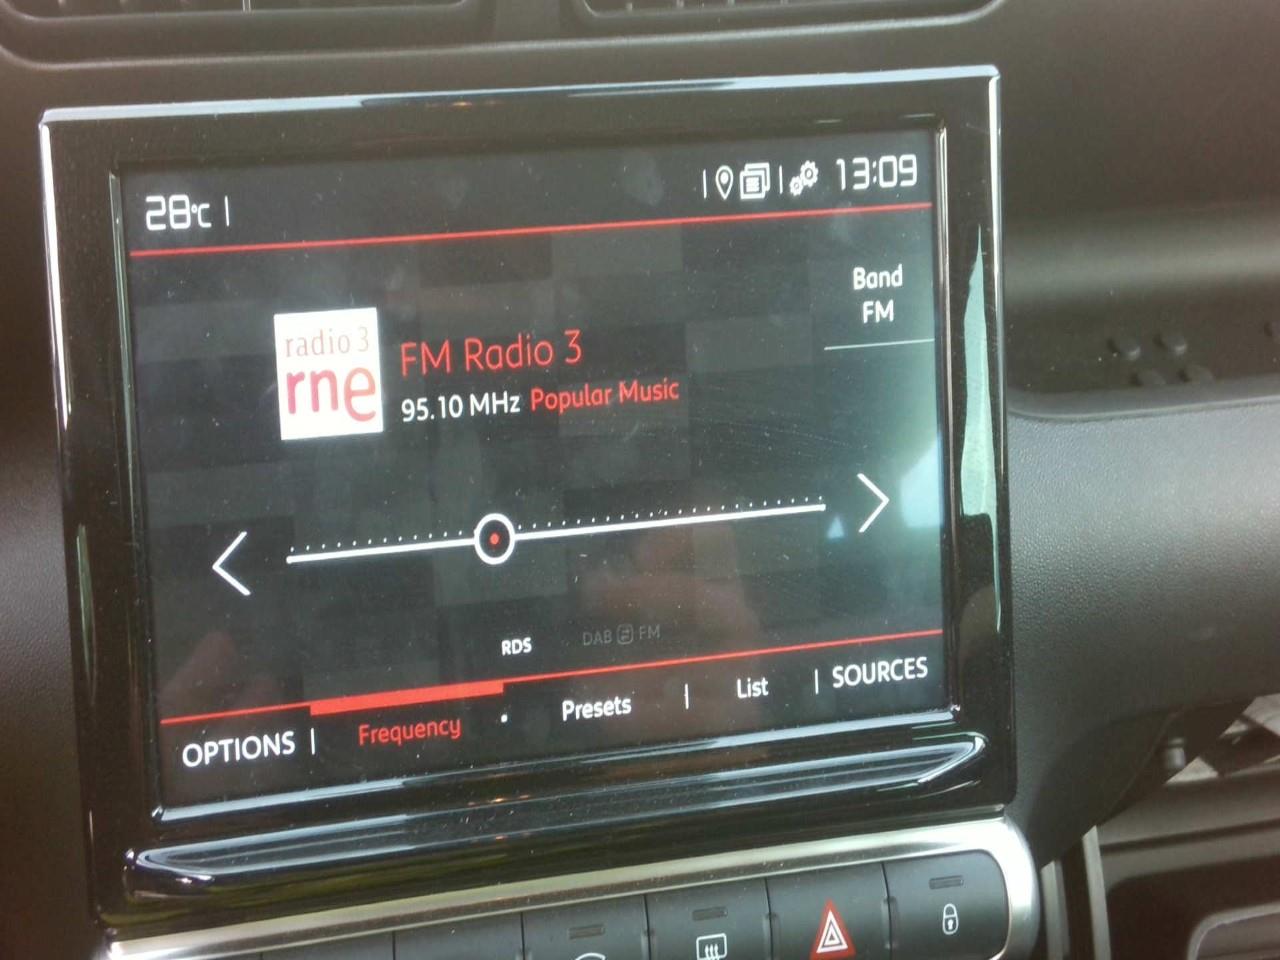 28°C
13:09
Band
FM
radio 3
rne
FM Radio 3
95.10 MHz Popular Music
RDS
DAB FM
OPTIONS
Frequency
Presets
List
SOURCES